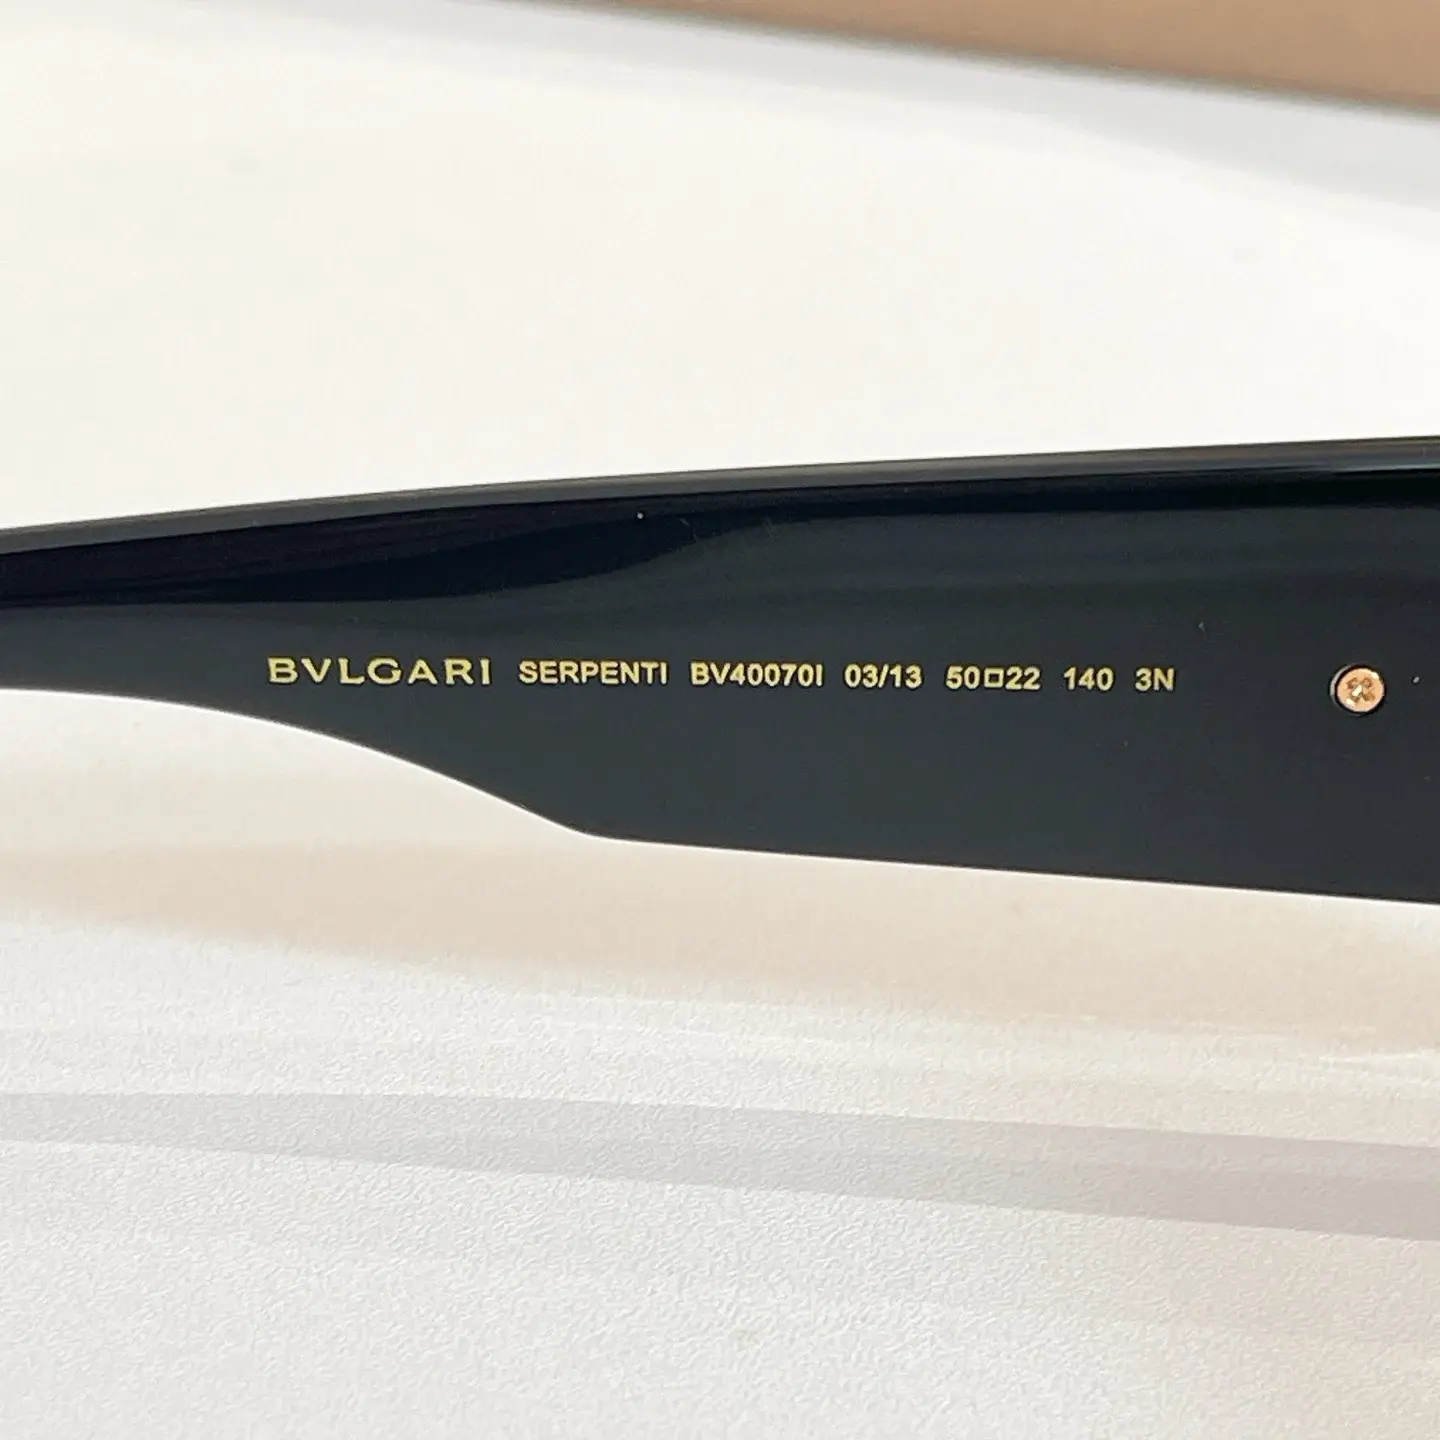 BVLGARI SERPENTI BV40070I 03/13 50□22 140 3N